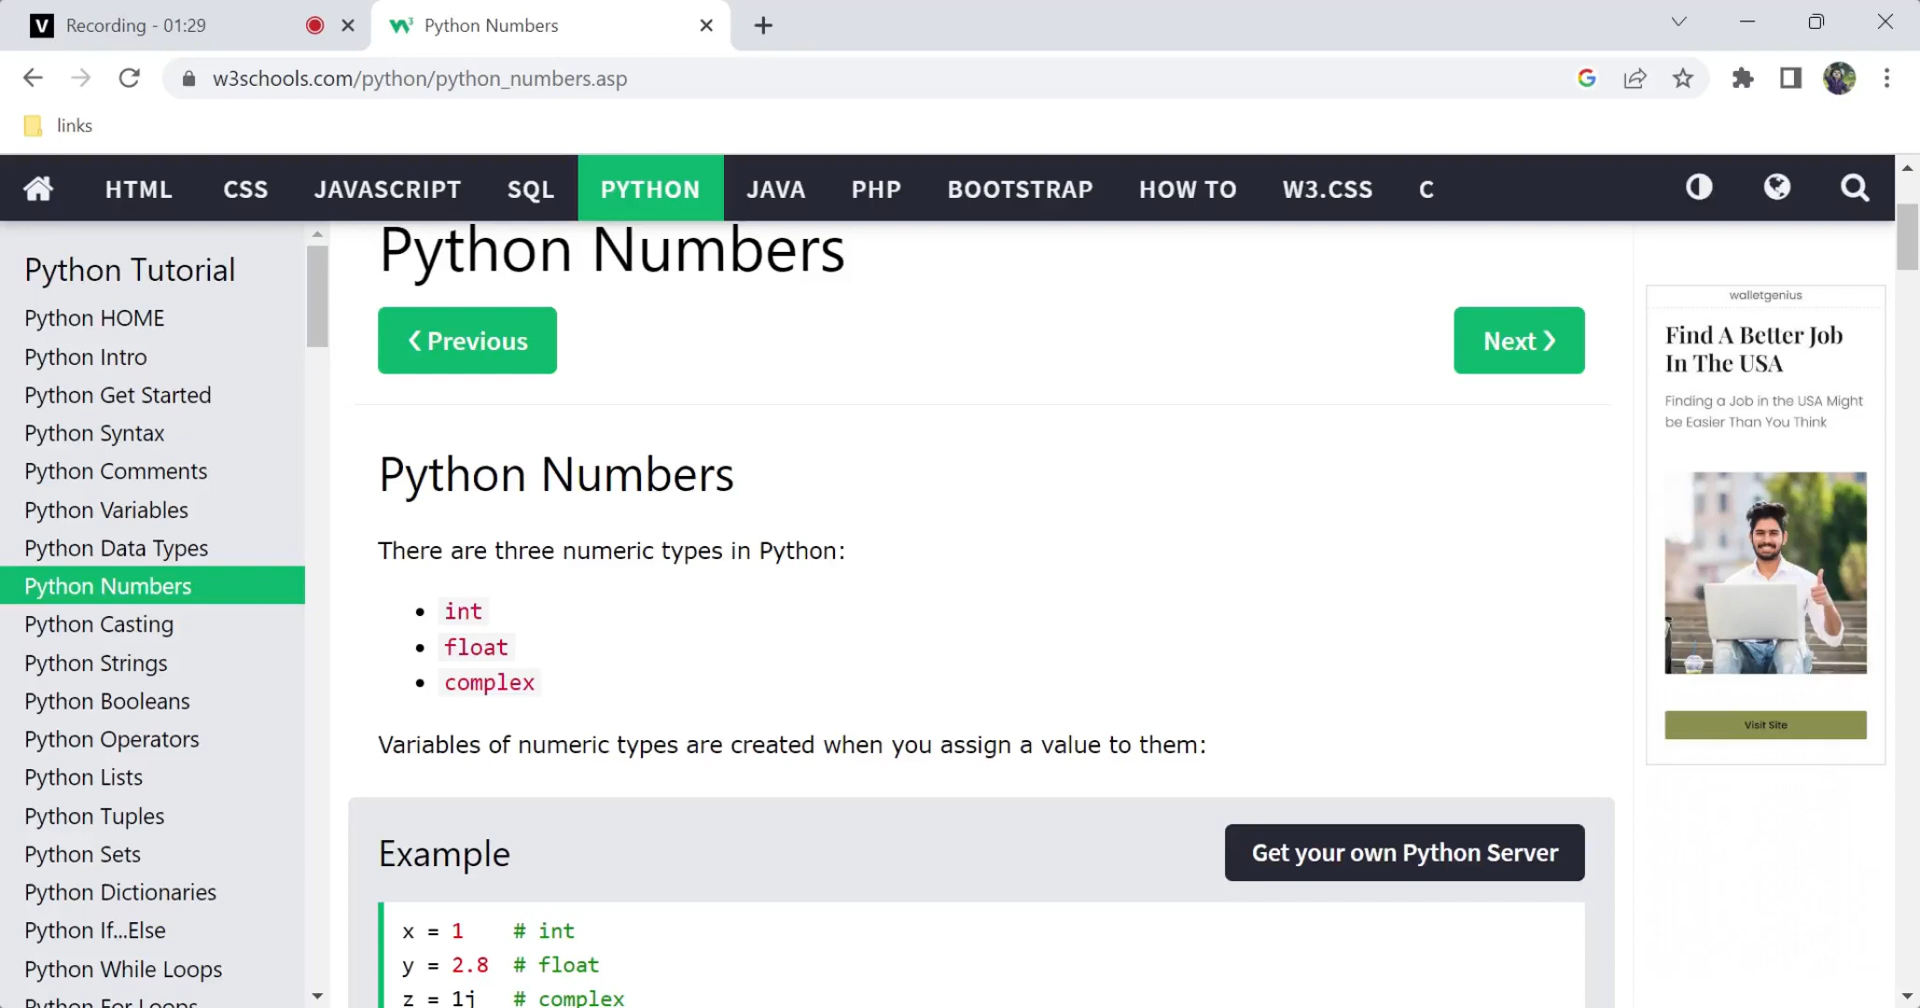 V Recording - 01:29
Python Numbers
w3schools.com/python/python_numbers.asp
links
HTML CSS JAVASCRIPT SQL PYTHON JAVA PHP BOOTSTRAP HOW TO W3.CSS C
Python Tutorial
Python HOME
Python Intro
Python Get Started
Python Syntax
Python Comments
Python Variables
Python Data Types
Python Numbers
Python Casting
Python Strings
Python Booleans
Python Operators
Python Lists
Python Tuples
Python Sets
Python Dictionaries
Python If...Else
Python While Loops
Python For Loops
Python Numbers
❮ Previous
Next ❯
Python Numbers
There are three numeric types in Python:
• int
• float
• complex
Variables of numeric types are created when you assign a value to them:
Example
Get your own Python Server
x = 1 # int
y = 2.8 # float
z = 1j # complex
walletgenius
Find A Better Job
In The USA
Finding a Job in the USA Might
be Easier Than You Think
Visit Site